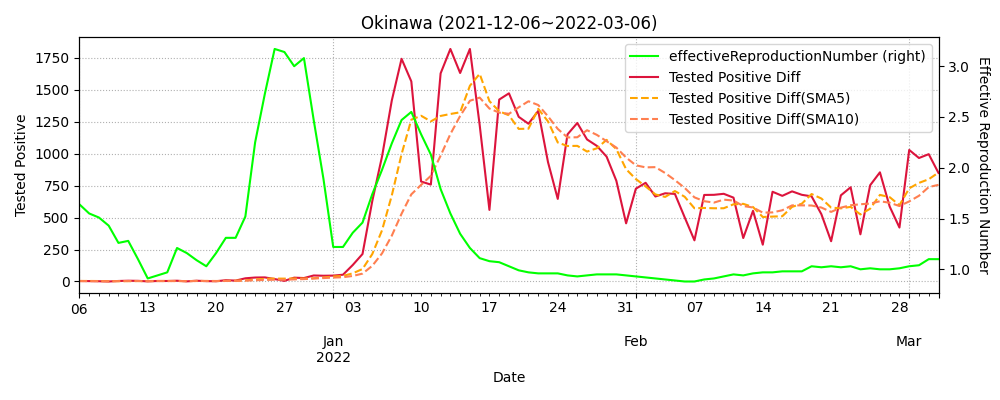 Okinawa (2021-12-06~2022-03-06)
effectiveReproductionNumber (right)
Tested Positive Diff
Tested Positive Diff(SMA5)
Tested Positive Diff(SMA10)
Tested Positive
1750
1500
1250
1000
750
500
250
0
Effective Reproduction Number
3.0
2.5
2.0
1.5
1.0
06 13 20 27 03 10 17 24 31 07 14 21 28
Jan Feb Mar
2022
Date